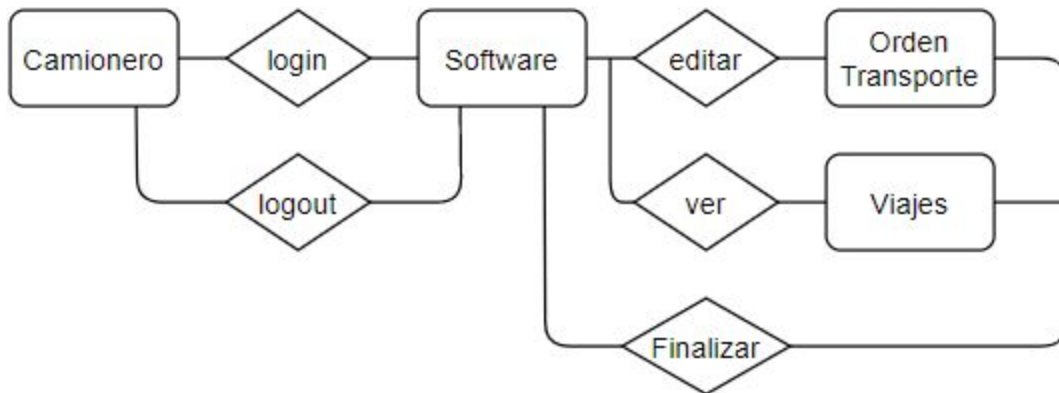 Camionero
login
Software
editar
Orden
Transporte
logout
ver
Viajes
Finalizar